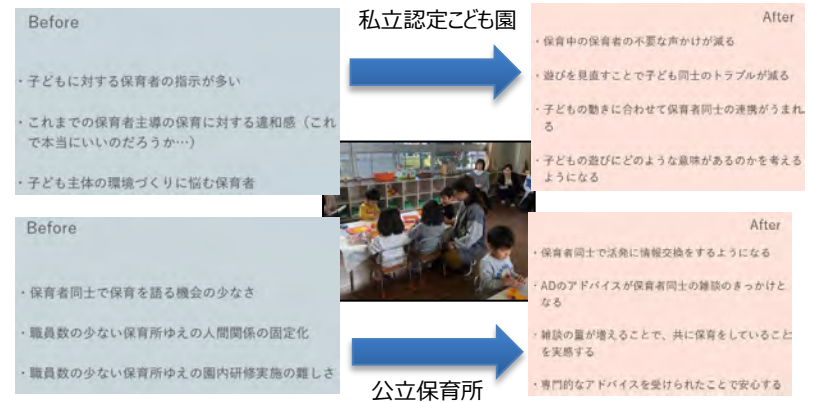 私立認定こども園
Before
・子どもに対する保育者の指示が多い
・これまでの保育者主導の保育に対する違和感（これ
で本当にいいのだろうか…）
・子ども主体の環境づくりに悩む保育者
After
・保育中の保育者の不要な声かけが減る
・遊びを見直すことで子ども同士のトラブルが減る
・子どもの動きに合わせて保育者同士の連携がうまれ
る
・子どもの遊びにどのような意味があるのかを考える
ようになる
Before
・保育者同士で保育を語る機会の少なさ
・職員数の少ない保育所ゆえの人間関係の固定化
・職員数の少ない保育所ゆえの園内研修実施の難しさ
After
・保育者同士で活発に情報交換をするようになる
・ADのアドバイスが保育者同士の雑談のきっかけと
なる
・雑談の量が増えることで、共に保育をしていること
を実感する
・専門的なアドバイスを受けられたことで安心する
公立保育所